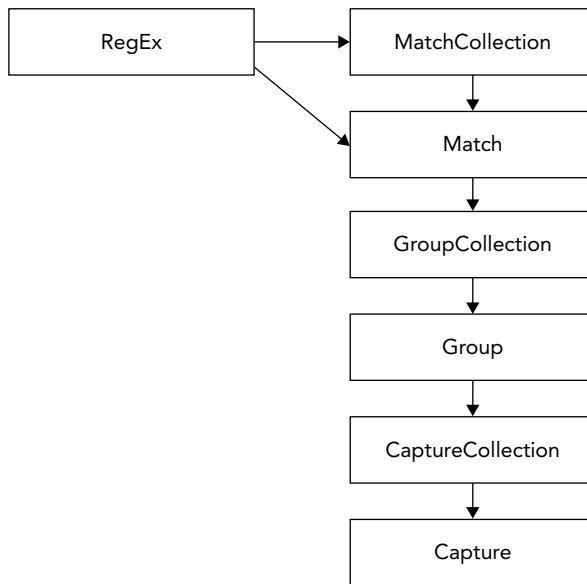 RegEx
MatchCollection
Match
GroupCollection
Group
CaptureCollection
Capture